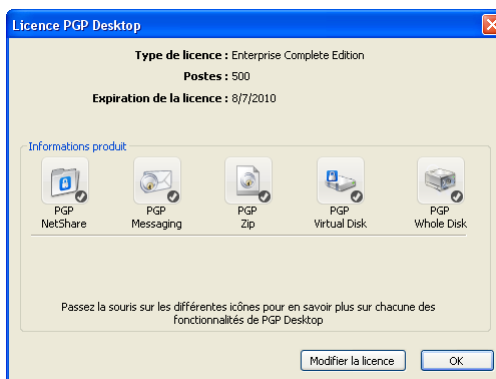 Licence PGP Desktop
Type de licence : Enterprise Complete Edition
Postes : 500
Expiration de la licence : 8/7/2010
Informations produit
PGP NetShare
PGP Messaging
PGP Zip
PGP Virtual Disk
PGP Whole Disk
Passez la souris sur les différentes icônes pour en savoir plus sur chacune des
fonctionnalités de PGP Desktop
Modifier la licence
OK